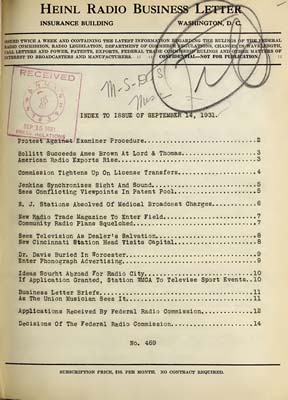 HEINL RADIO BUSINESS LETTER
INSURANCE BUILDING WASHINGTON, D. C.
ISSUED TWICE A WEEK AND CONTAINING THE LATEST INFORMATION REGARDING THE RULINGS OF THE FEDERAL
RADIO COMMISSION, RADIO LEGISLATION, DEPARTMENT OF COMMERCE REGULATIONS, CHANGES IN WAVELENGTH,
CALL LETTERS AND POWER, PATENTS, EXPORTS, FEDERAL TRADE COMMISSION RULINGS AND OTHER MATTERS OF
INTEREST TO BROADCASTERS AND MANUFACTURERS. :: :: CONFIDENTIAL—NOT FOR PUBLICATION. ::
RECEIVED
SEP 15 1931
File
INDEX TO ISSUE OF SEPTEMBER 14, 1931.
Protest Against Examiner Procedure 2
Bollitt Succeeds Ames Brown At Lord & Thomas 3
American Radio Exports Rise 3
Commission Tightens Up On License Transfers 4
Jenkins Synchronizes Sight And Sound 5
Sees Conflicting Viewpoints In Patent Pool 5
N. J. Stations Absolved Of Medical Broadcast Charges 6
New Radio Trade Magazine To Enter Field 7
Community Radio Plans Squelched 7
Sees Television As Dealer's Salvation 8
New Cincinnati Station Head Visits Capital 8
Dr. Davis Buried In Worcester 9
Enter Phonograph Advertising 9
Ideas Sought Abroad For Radio City 10
If Application Granted, Station WMCA To Televise Sport Events 10
Business Letter Briefs 11
As The Union Musician Sees It 11
Applications Received By Federal Radio Commission 12
Decisions Of The Federal Radio Commission 14
No. 469
SUBSCRIPTION PRICE, $10. PER MONTH. NO CONTRACT REQUIRED.